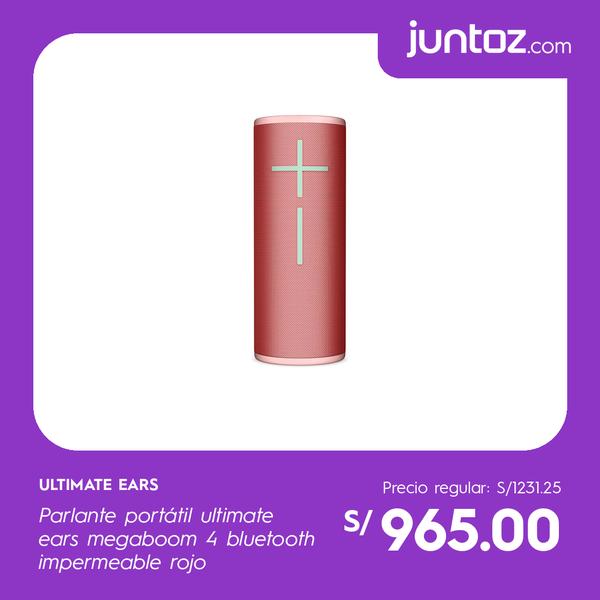 juntoz.com
ULTIMATE EARS
Parlante portátil ultimate
ears megaboom 4 bluetooth
impermeable rojo
Precio regular: S/1231.25
S/ 965.00